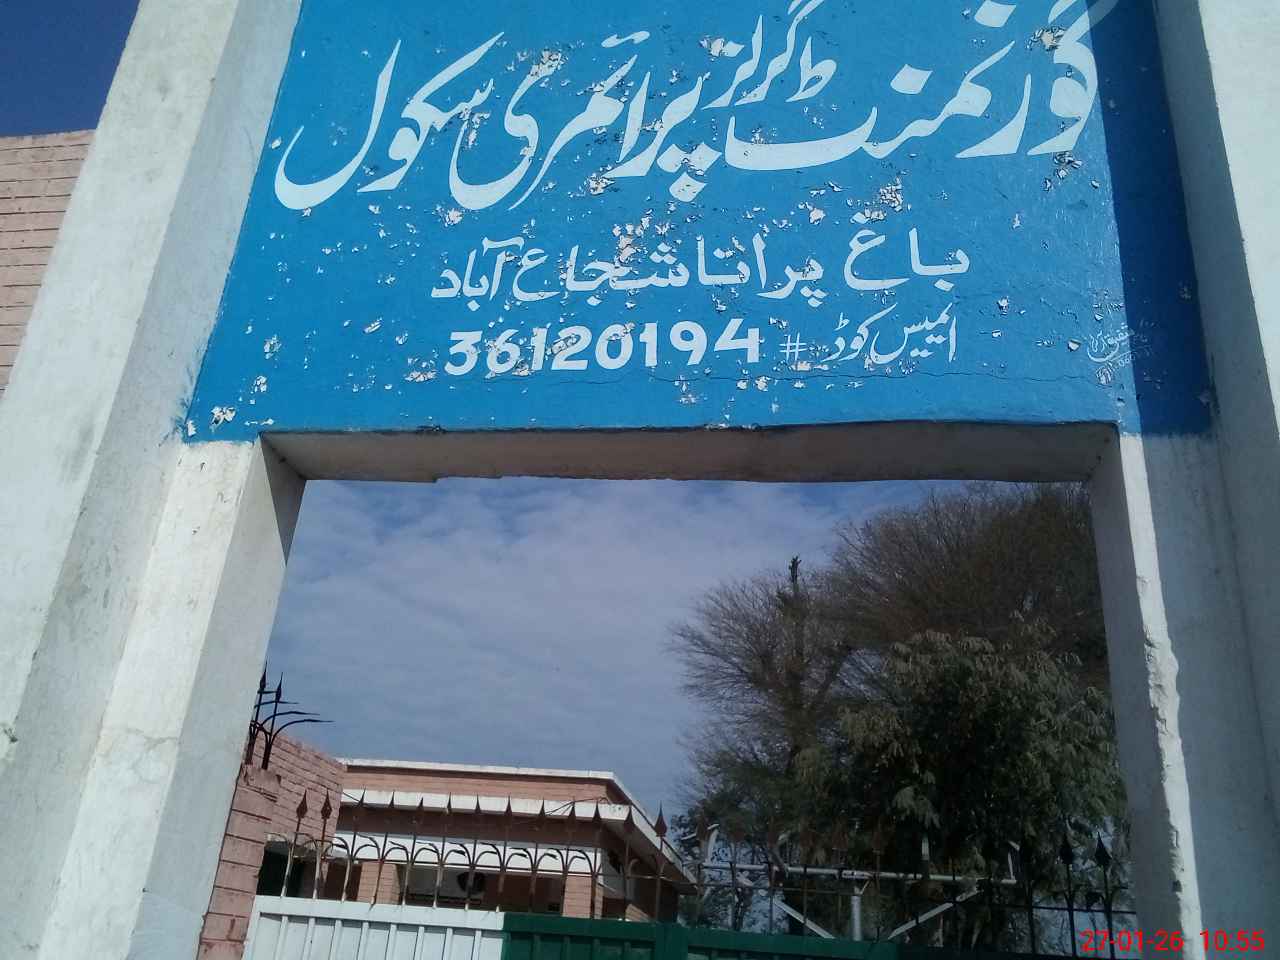 گورنمنٹ گرلز پرائمری سکول
باغ پراتا شجاع آباد
ایمیس کوڈ # 36120194
27-01-26 10:55